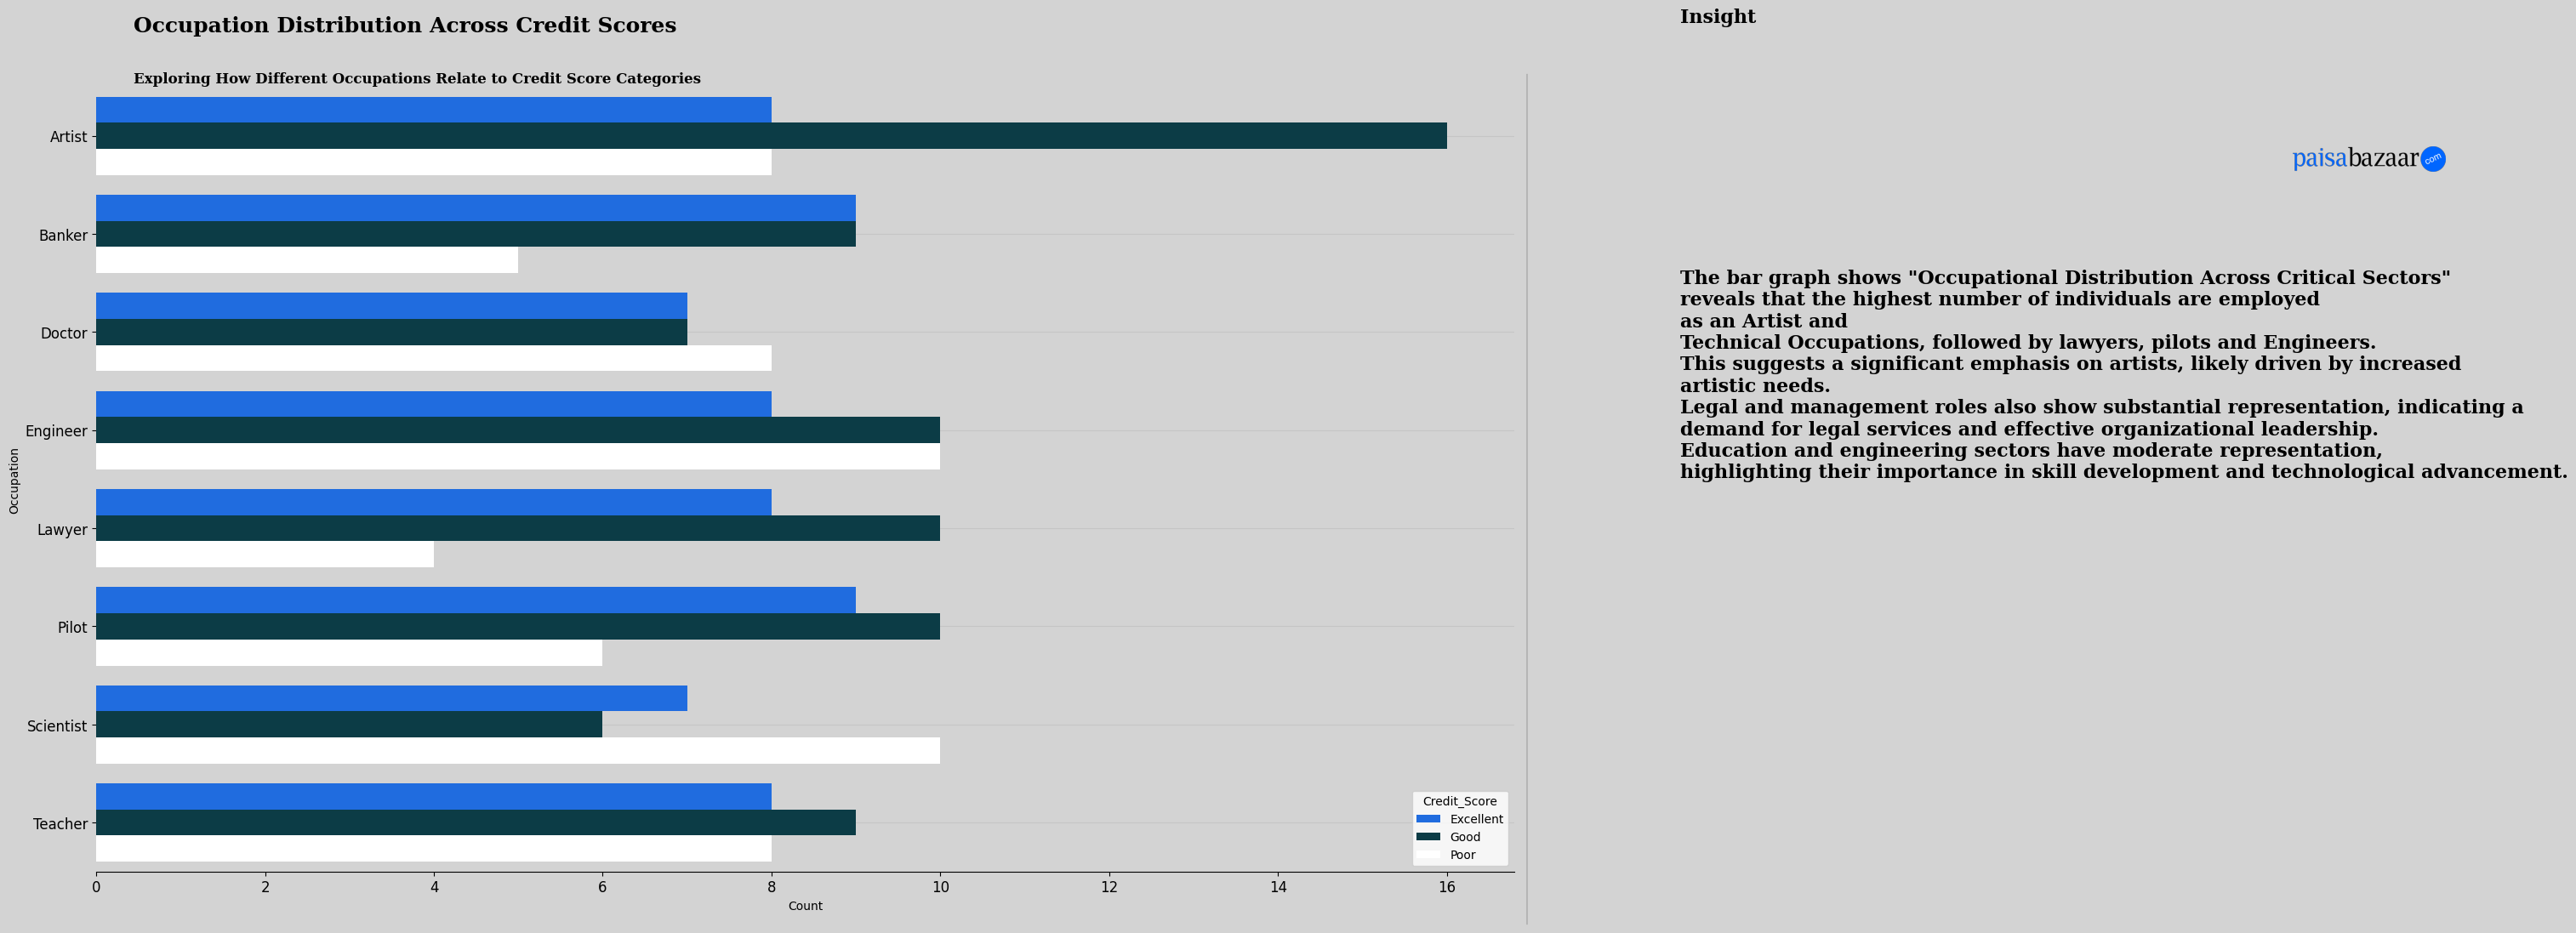 Occupation Distribution Across Credit Scores
Exploring How Different Occupations Relate to Credit Score Categories
Occupation
Artist
Banker
Doctor
Engineer
Lawyer
Pilot
Scientist
Teacher
0 2 4 6 8 10 12 14 16
Count
Credit_Score
Excellent
Good
Poor
Insight
paisabazaar com
The bar graph shows "Occupational Distribution Across Critical Sectors"
reveals that the highest number of individuals are employed
as an Artist and
Technical Occupations, followed by lawyers, pilots and Engineers.
This suggests a significant emphasis on artists, likely driven by increased
artistic needs.
Legal and management roles also show substantial representation, indicating a
demand for legal services and effective organizational leadership.
Education and engineering sectors have moderate representation,
highlighting their importance in skill development and technological advancement.